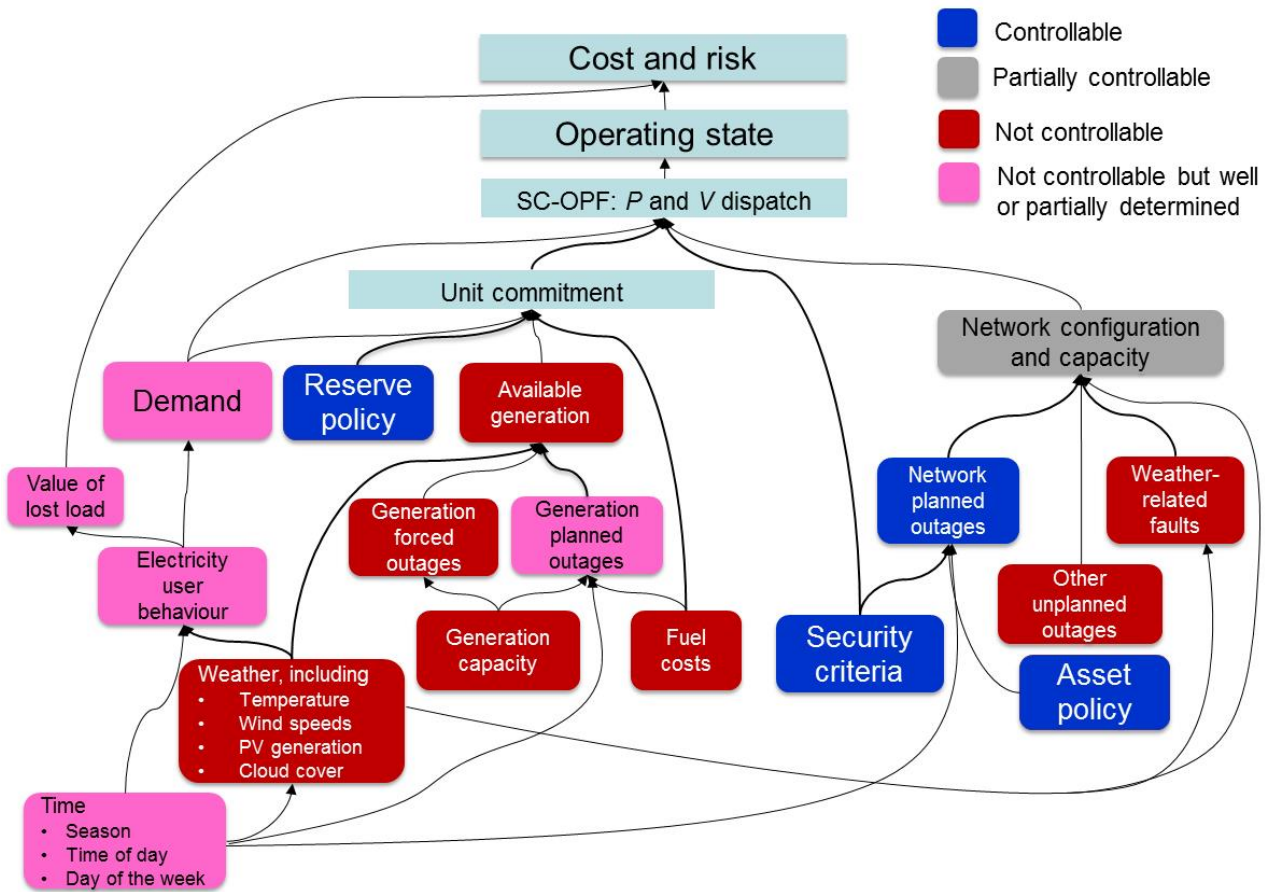 Cost and risk
Operating state
SC-OPF: P and V dispatch
Unit commitment
Controllable
Partially controllable
Not controllable
Not controllable but well
or partially determined
Network configuration
and capacity
Demand
Reserve
policy
Available
generation
Value of
lost load
Electricity
user
behaviour
Generation
forced
outages
Generation
planned
outages
Network
planned
outages
Weather-
related
faults
Other
unplanned
outages
Generation
capacity
Fuel
costs
Security
criteria
Asset
policy
Weather, including
• Temperature
• Wind speeds
• PV generation
• Cloud cover
Time
• Season
• Time of day
• Day of the week